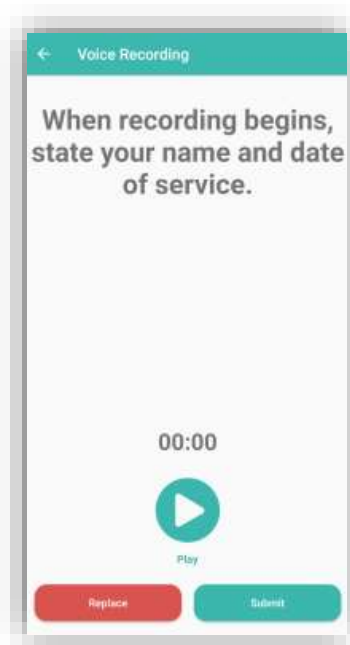 Voice Recording
When recording begins,
state your name and date
of service.
00:00
Play
Replace
Submit